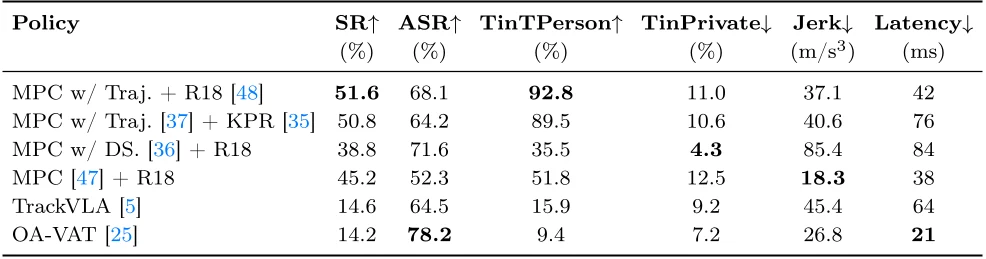 Policy SR↑ ASR↑ TinTPerson↑ TinPrivate↓ Jerk↓ Latency↓
(%) (%) (%) (%) (m/s³) (ms)
MPC w/ Traj. + R18 [48] 51.6 68.1 92.8 11.0 37.1 42
MPC w/ Traj. [37] + KPR [35] 50.8 64.2 89.5 10.6 40.6 76
MPC w/ DS. [36] + R18 38.8 71.6 35.5 4.3 85.4 84
MPC [47] + R18 45.2 52.3 51.8 12.5 18.3 38
TrackVLA [5] 14.6 64.5 15.9 9.2 45.4 64
OA-VAT [25] 14.2 78.2 9.4 7.2 26.8 21